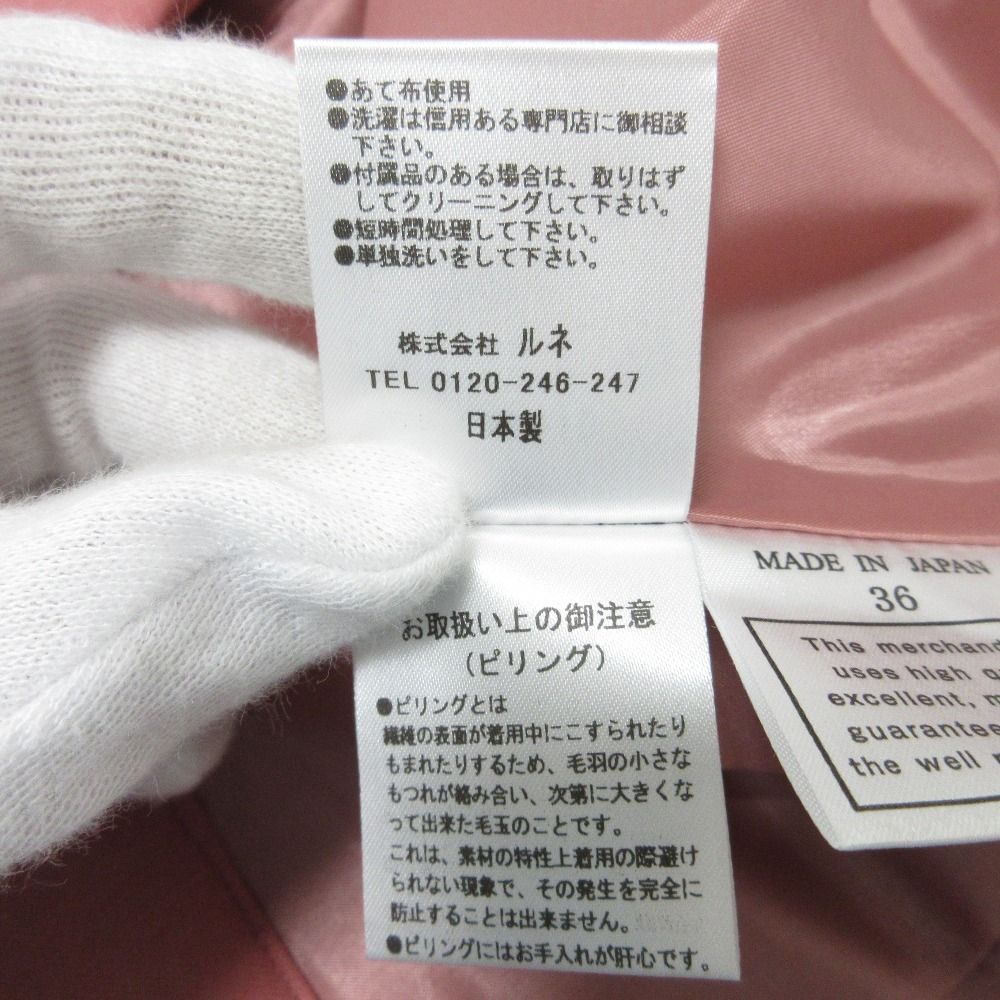 ●あて布使用
●洗濯は信用ある専門店に御相談
下さい。
●付属品のある場合は、取りはず
してクリーニングして下さい。
●短時間処理して下さい。
●単独洗いをして下さい。
株式会社 ルネ
TEL 0120-246-247
日本製
お取扱い上の御注意
(ピリング)
●ピリングとは
繊維の表面が着用中にこすられたり
もまれたりするため、毛羽の小さな
もつれが絡み合い、次第に大きくな
って出来た毛玉のことです。
これは、素材の特性上着用の際避け
られない現象で、その発生を完全に
防止することは出来ません。
●ピリングにはお手入れが肝心です。
MADE IN JAPAN
36
This merchan
uses high
excellent,
guarantee
the well